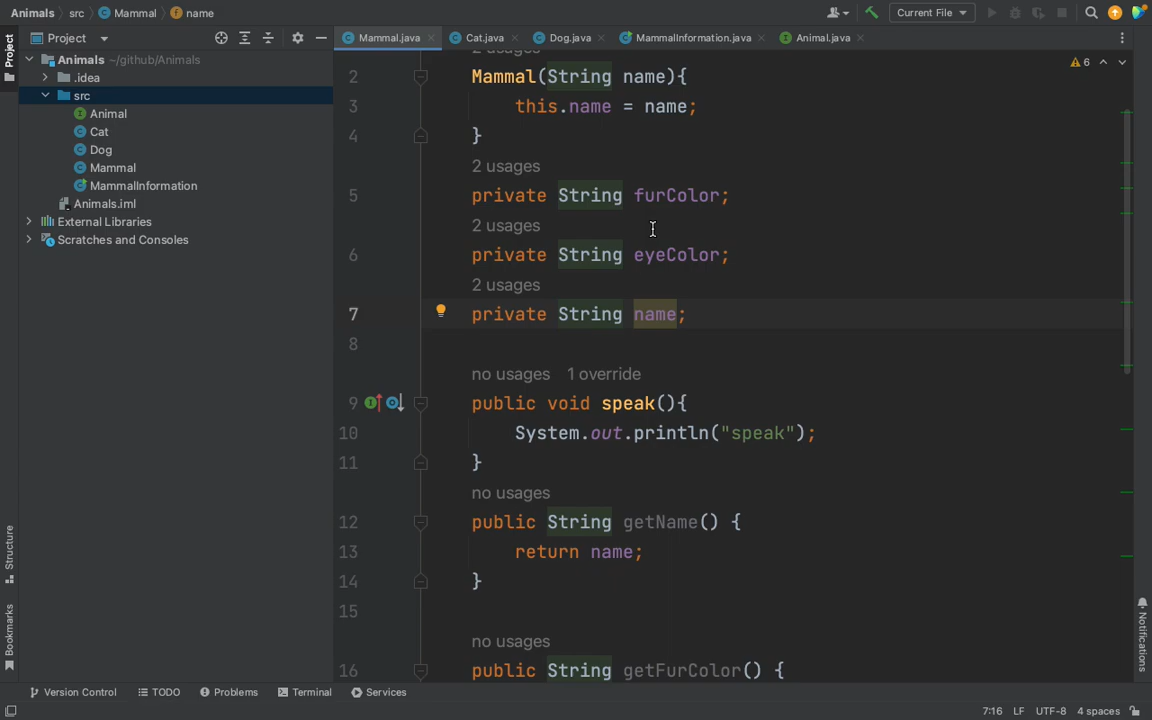 Animals src Mammal name
Current File
Project
Mammal.java Cat.java Dog.java MammalInformation.java Animal.java
Project
Animals ~/github/Animals
.idea
src
Animal
Cat
Dog
Mammal
MammalInformation
Animals.iml
External Libraries
Scratches and Consoles
Structure
Bookmarks
6
2 usages
2 Mammal(String name){
3 this.name = name;
4 }
2 usages
5 private String furColor;
2 usages
6 private String eyeColor;
2 usages
7 private String name;
8
no usages 1 override
9 public void speak(){
10 System.out.println("speak");
11 }
no usages
12 public String getName() {
13 return name;
14 }
15
no usages
16 public String getFurColor() {
Notifications
Version Control TODO Problems Terminal Services
7:16 LF UTF-8 4 spaces